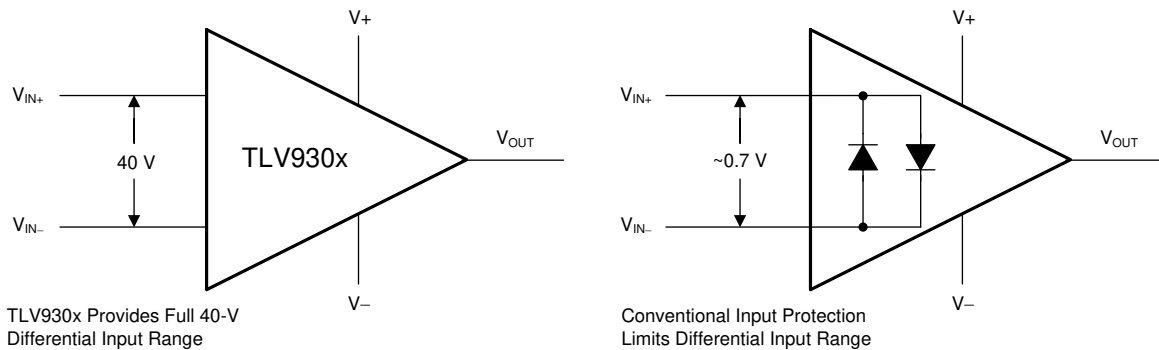 V+
V+
V_IN+
V_IN+
V_OUT
V_OUT
40 V
TLV930x
~0.7 V
V_IN−
V_IN−
V−
V−
TLV930x Provides Full 40-V
Differential Input Range
Conventional Input Protection
Limits Differential Input Range